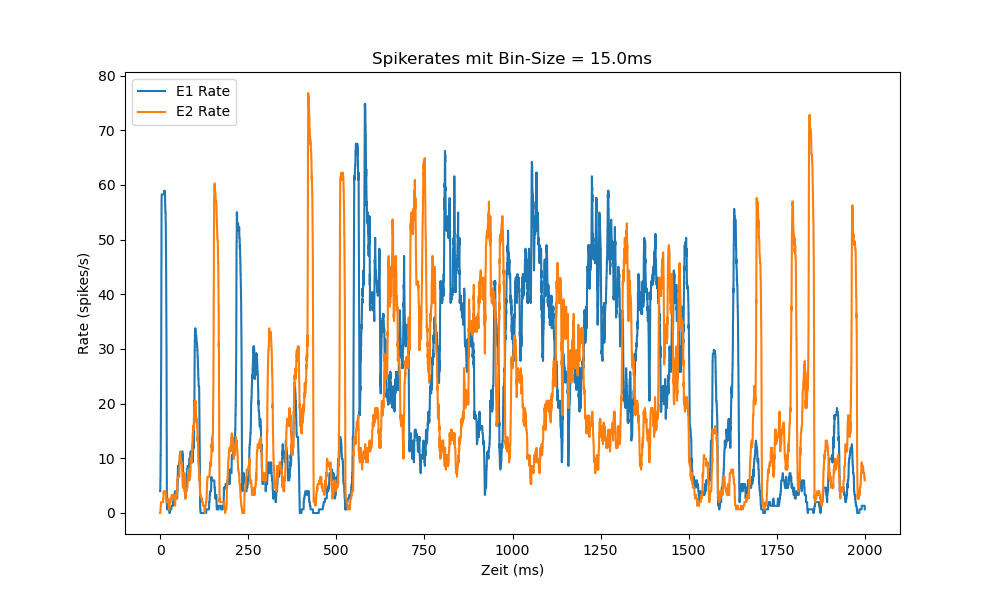 Spikerates mit Bin-Size = 15.0ms
E1 Rate
E2 Rate
Rate (spikes/s)
80
70
60
50
40
30
20
10
0
0 250 500 750 1000 1250 1500 1750 2000
Zeit (ms)